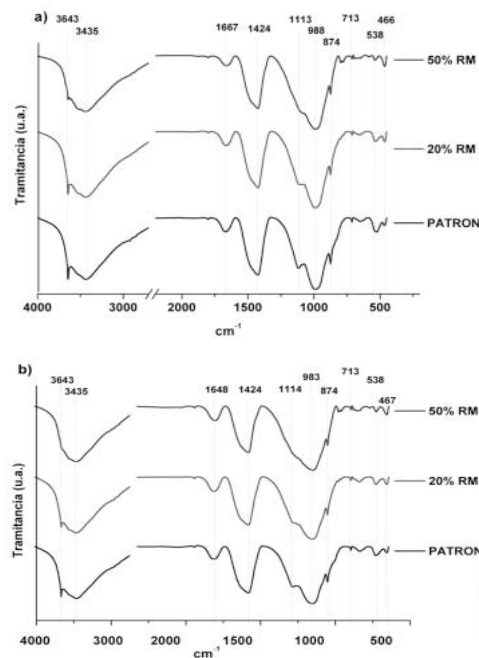 a)
3643
3435
1667
1424
1113
988
874
713
538
466
50% RM
20% RM
PATRON
Tramitancia (u.a.)
4000
3000
2000
1500
1000
500
cm-1
b)
3643
3435
1648
1424
1114
983
874
713
538
467
50% RM
20% RM
PATRON
Tramitancia (u.a.)
4000
3000
2000
1500
1000
500
cm-1